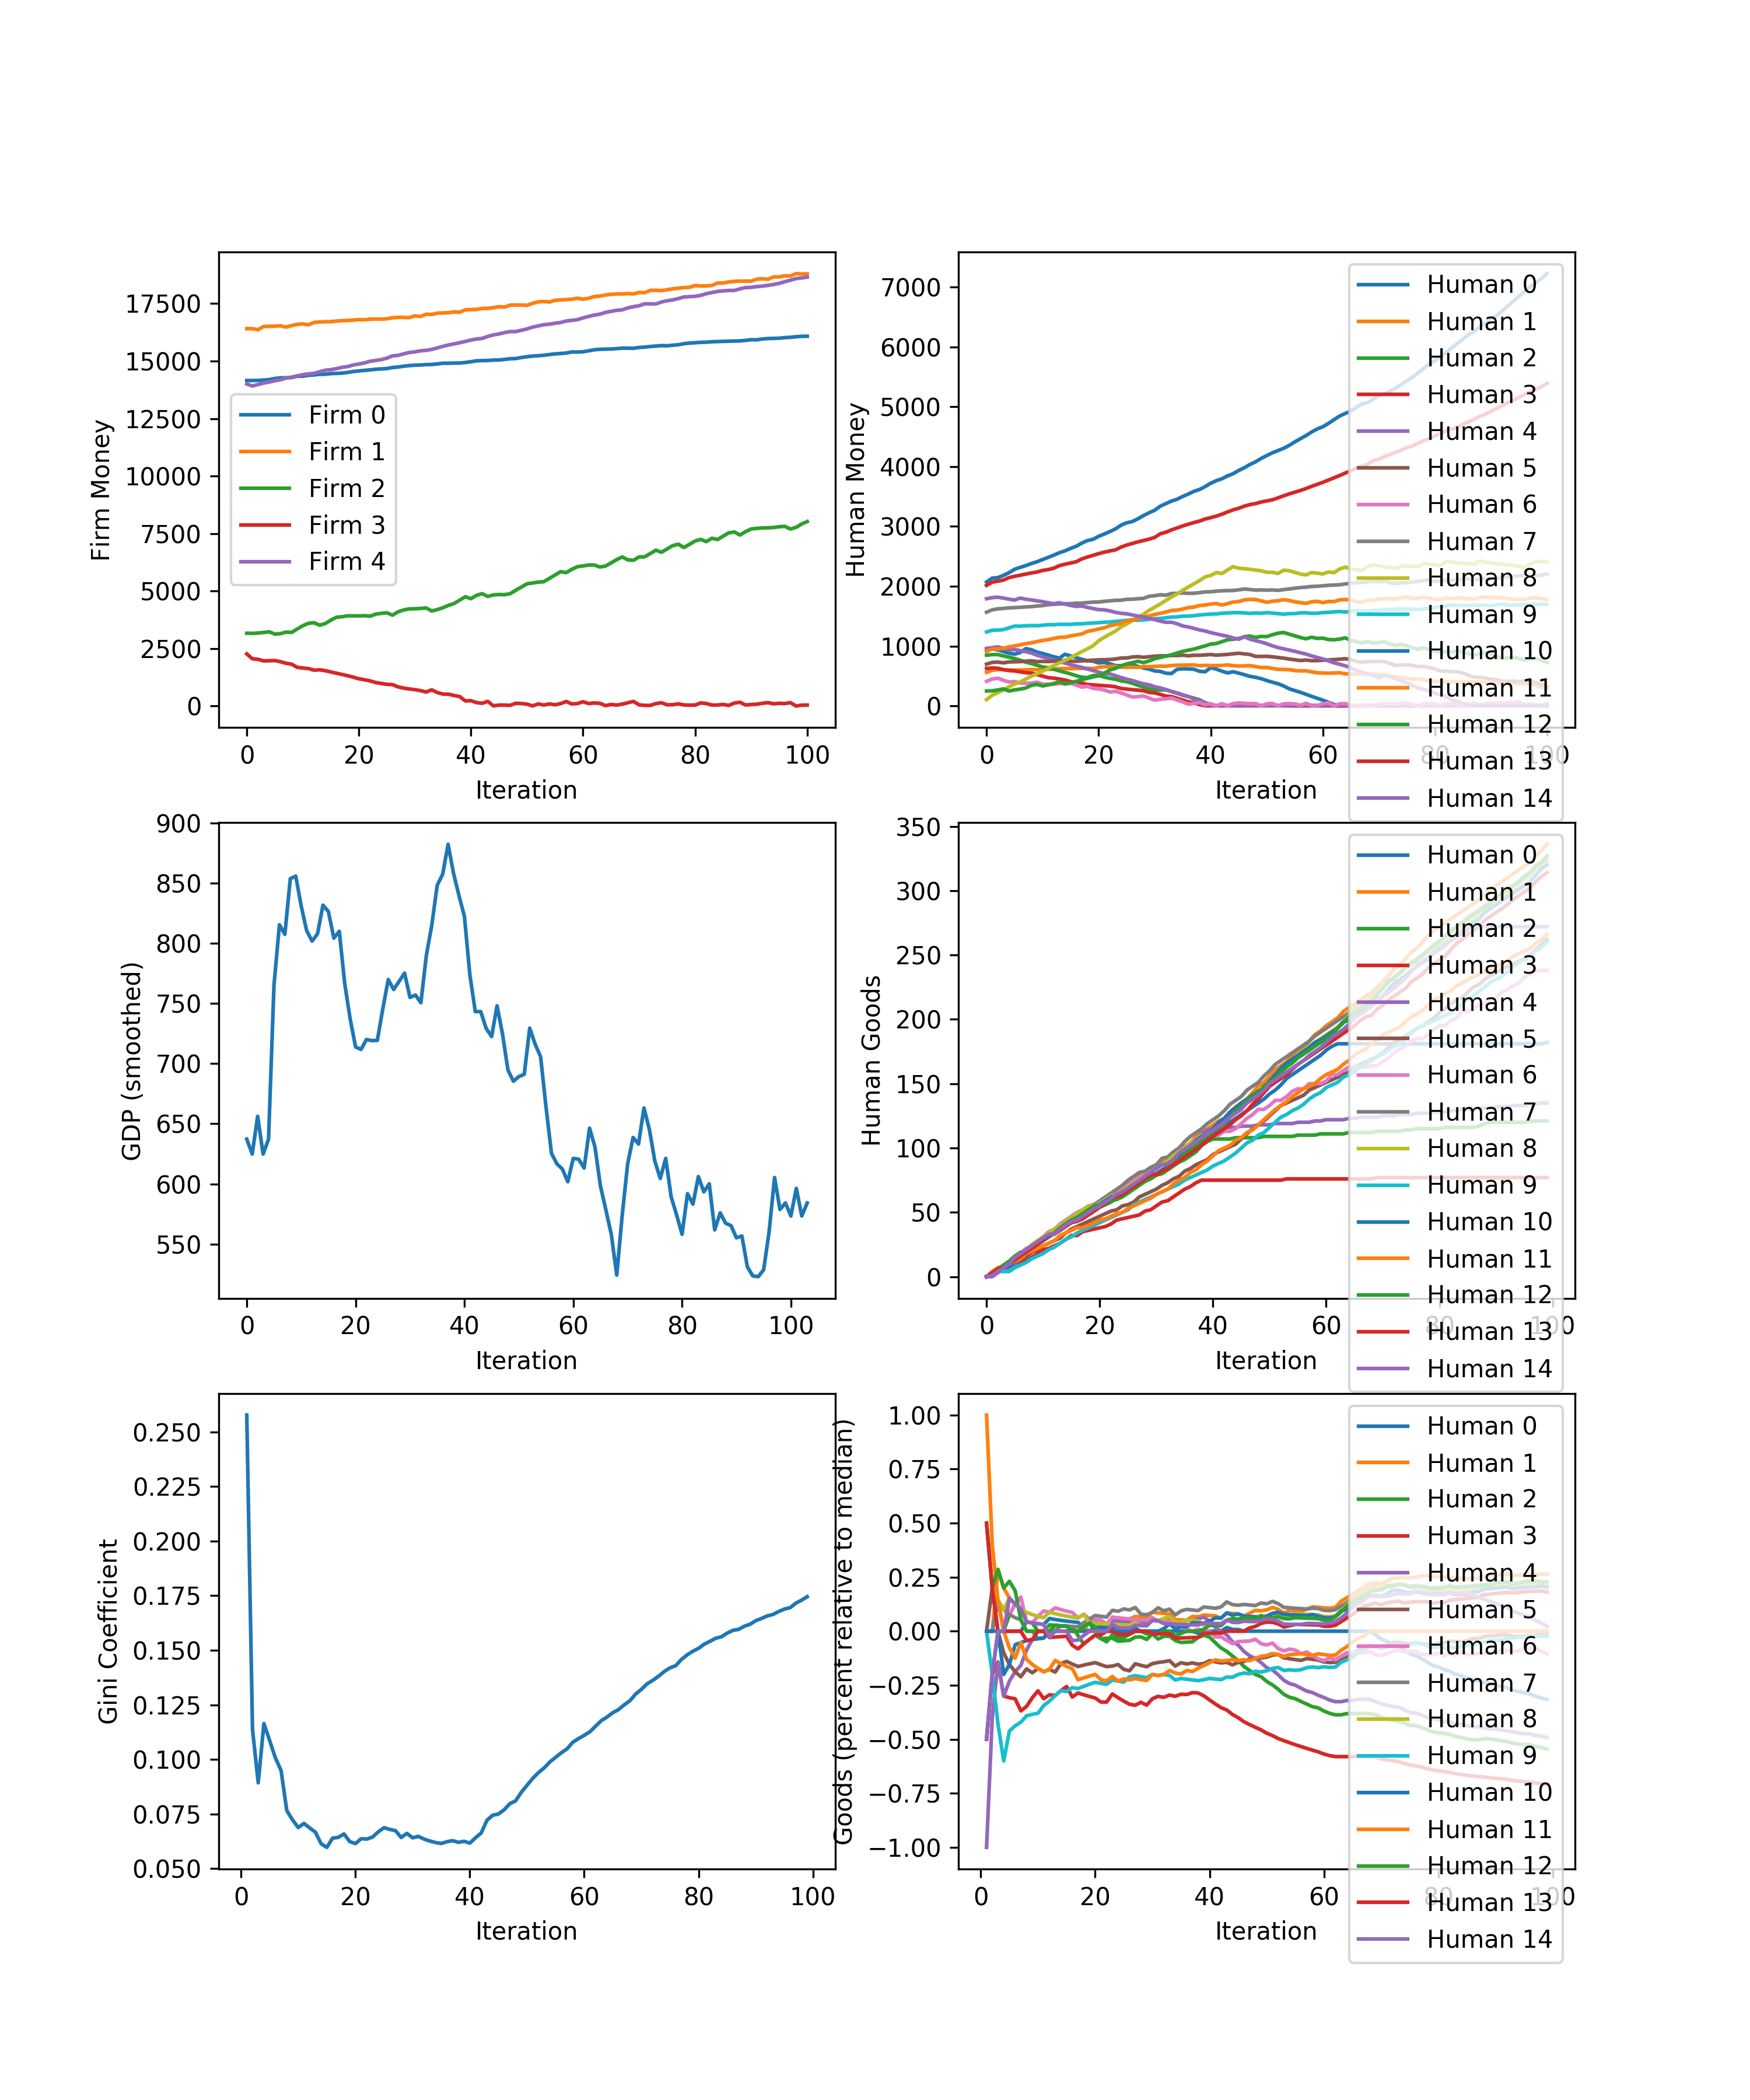 17500
15000
12500
10000
7500
5000
2500
0
Firm Money
Firm 0
Firm 1
Firm 2
Firm 3
Firm 4
0 20 40 60 80 100
Iteration
7000
6000
5000
4000
3000
2000
1000
0
Human Money
Human 0
Human 1
Human 2
Human 3
Human 4
Human 5
Human 6
Human 7
Human 8
Human 9
Human 10
Human 11
Human 12
Human 13
Human 14
0 20 40 60 80 100
Iteration
900
850
800
750
700
650
600
550
GDP (smoothed)
0 20 40 60 80 100
Iteration
350
300
250
200
150
100
50
0
Human Goods
Human 0
Human 1
Human 2
Human 3
Human 4
Human 5
Human 6
Human 7
Human 8
Human 9
Human 10
Human 11
Human 12
Human 13
Human 14
0 20 40 60 80 100
Iteration
0.250
0.225
0.200
0.175
0.150
0.125
0.100
0.075
0.050
Gini Coefficient
0 20 40 60 80 100
Iteration
1.00
0.75
0.50
0.25
0.00
−0.25
−0.50
−0.75
−1.00
Goods (percent relative to median)
Human 0
Human 1
Human 2
Human 3
Human 4
Human 5
Human 6
Human 7
Human 8
Human 9
Human 10
Human 11
Human 12
Human 13
Human 14
0 20 40 60 80 100
Iteration